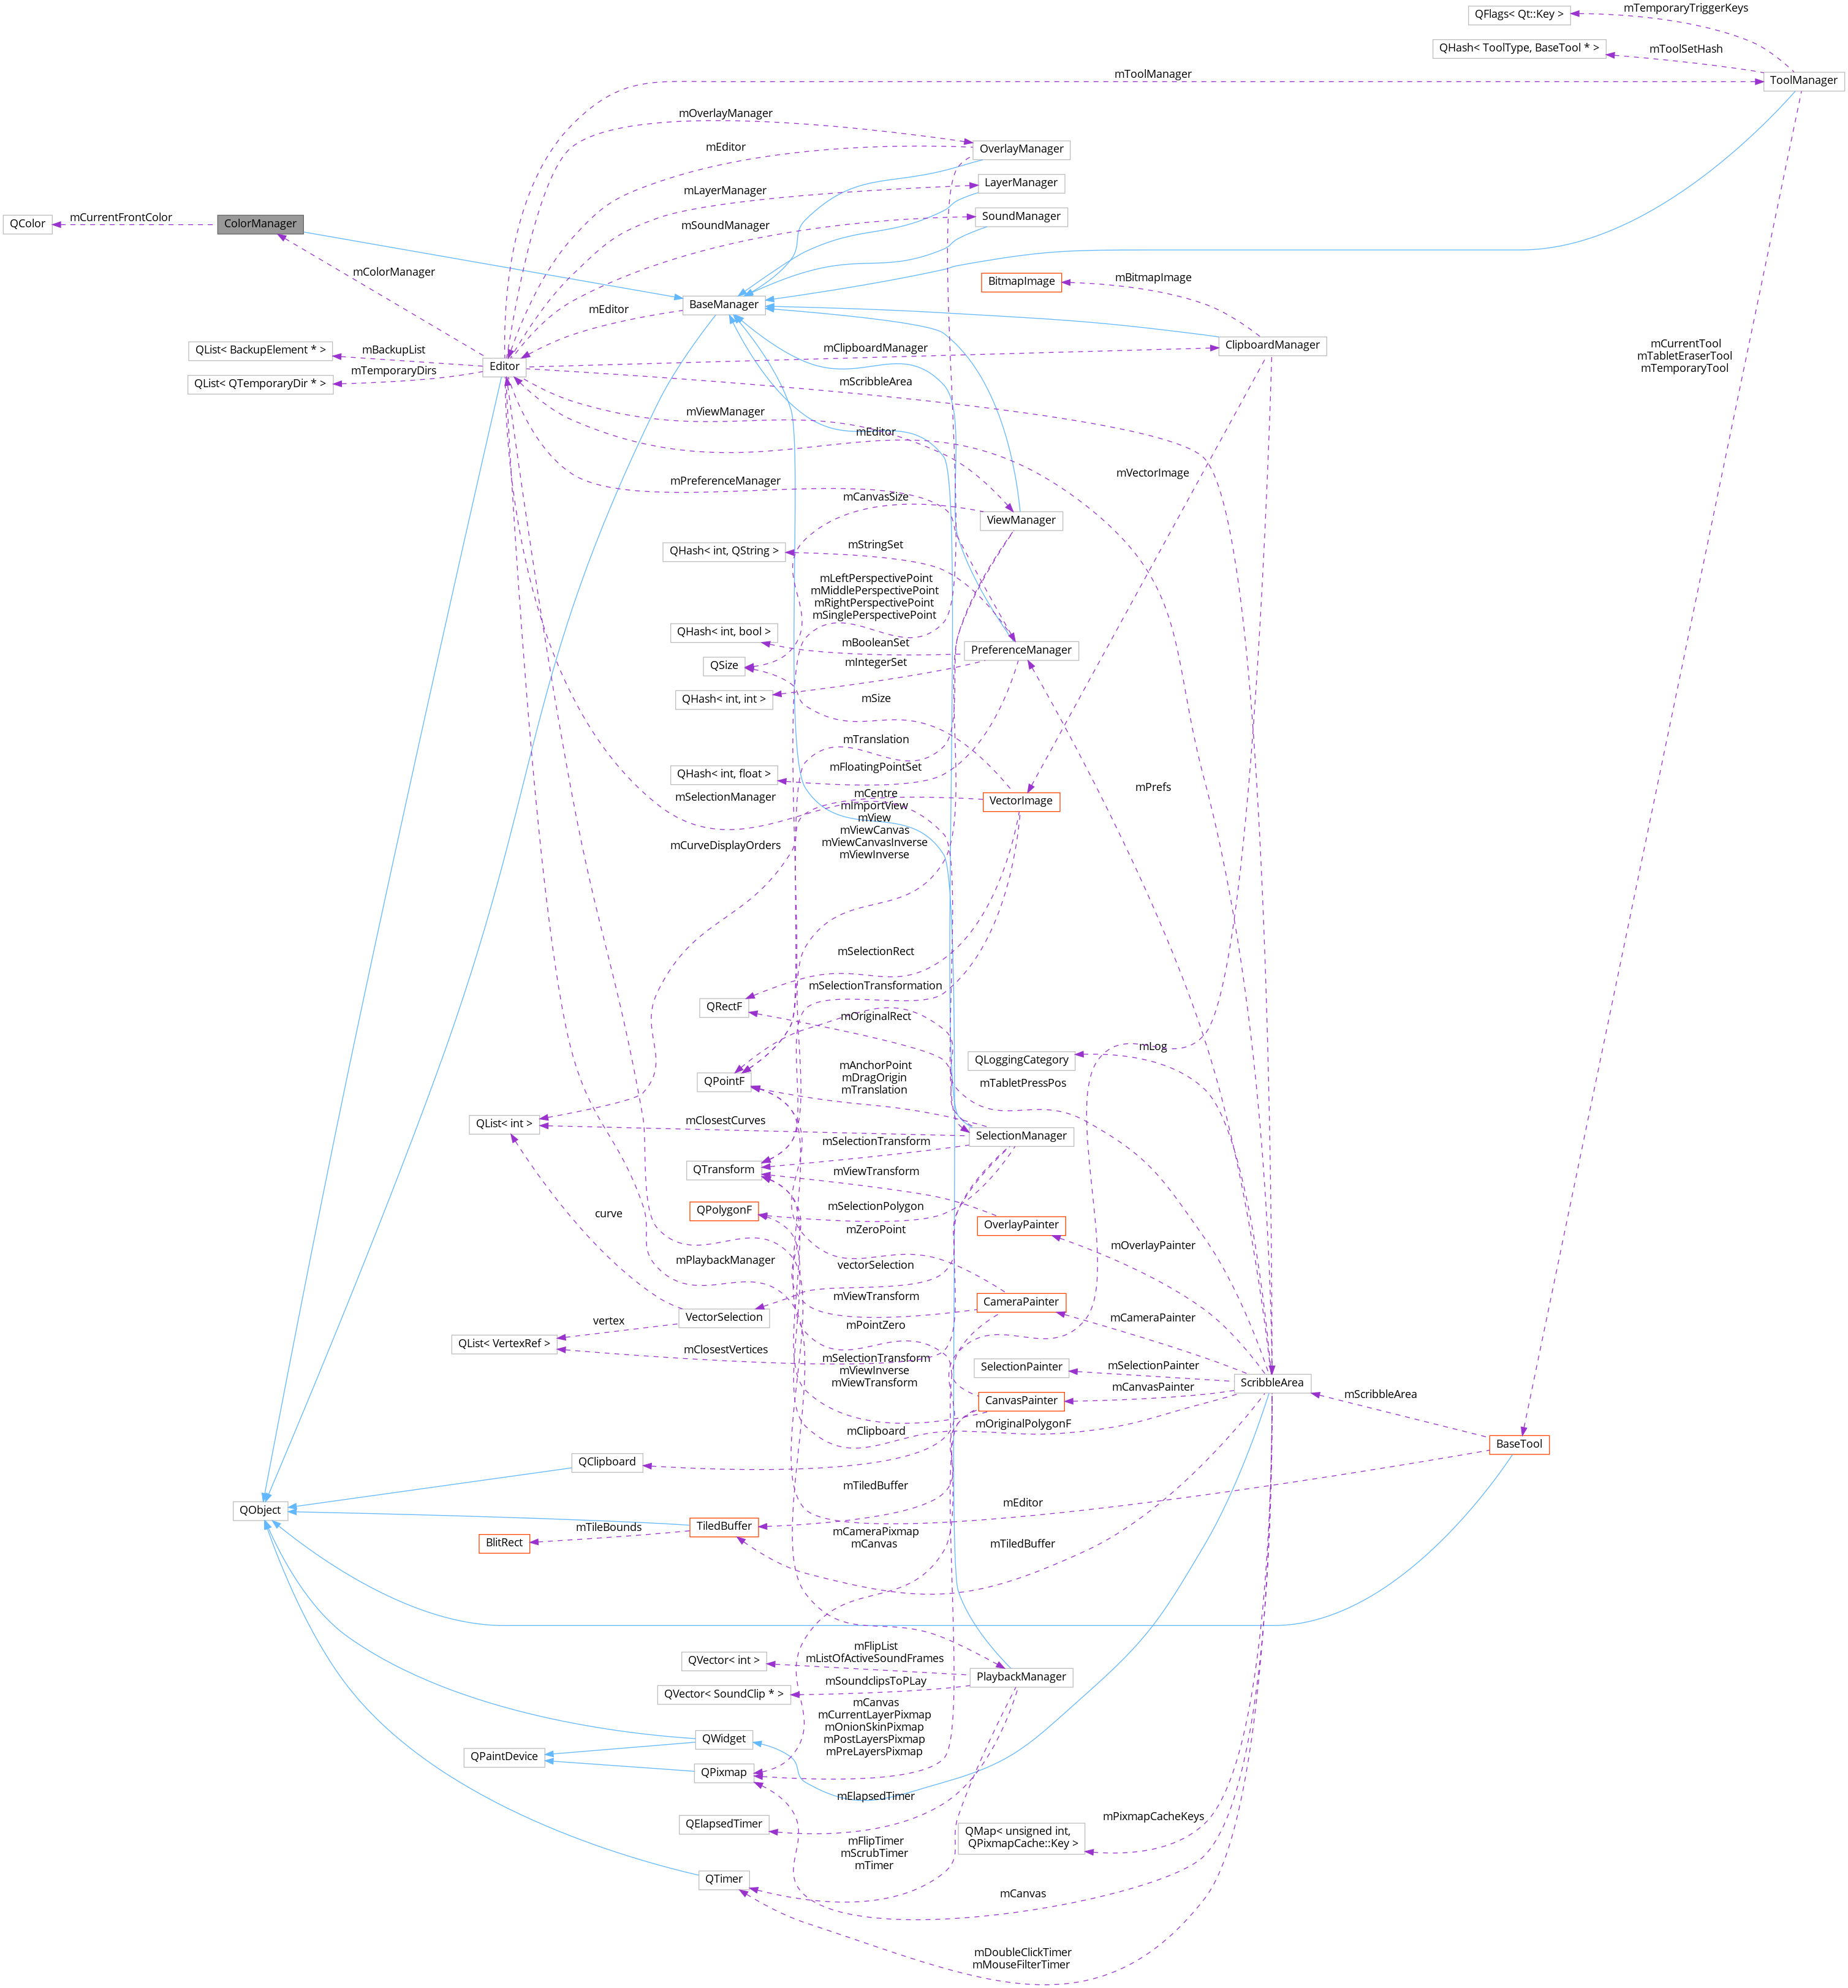 QFlags< Qt::Key >
mTemporaryTriggerKeys
QHash< ToolType, BaseTool * >
mToolSetHash
mToolManager
ToolManager
mOverlayManager
mEditor
OverlayManager
mLayerManager
LayerManager
QColor
mCurrentFrontColor
ColorManager
mSoundManager
SoundManager
mColorManager
BitmapImage
mBitmapImage
mEditor
BaseManager
QList< BackupElement * >
mBackupList
mClipboardManager
ClipboardManager
mCurrentTool
mTabletEraserTool
mTemporaryTool
Editor
QList< QTemporaryDir * >
mTemporaryDirs
mScribbleArea
mViewManager
mEditor
mVectorImage
mPreferenceManager
mCanvasSize
ViewManager
QHash< int, QString >
mStringSet
mLeftPerspectivePoint
mMiddlePerspectivePoint
mRightPerspectivePoint
mSinglePerspectivePoint
QHash< int, bool >
mBooleanSet
PreferenceManager
QSize
mIntegerSet
QHash< int, int >
mSize
mTranslation
QHash< int, float >
mFloatingPointSet
mPrefs
mSelectionManager
mCentre
mImportView
mView
mViewCanvas
mViewCanvasInverse
mViewInverse
VectorImage
mCurveDisplayOrders
mSelectionRect
QRectF
mSelectionTransformation
mOriginalRect
QLoggingCategory
mLog
QPointF
mAnchorPoint
mDragOrigin
mTranslation
mTabletPressPos
QList< int >
mClosestCurves
SelectionManager
mSelectionTransform
QTransform
mViewTransform
QPolygonF
mSelectionPolygon
curve
mZeroPoint
OverlayPainter
mOverlayPainter
mPlaybackManager
vectorSelection
mViewTransform
CameraPainter
mCameraPainter
VectorSelection
vertex
QList< VertexRef >
mPointZero
mClosestVertices
mSelectionTransform
mViewInverse
mViewTransform
SelectionPainter
mSelectionPainter
ScribbleArea
mCanvasPainter
CanvasPainter
mScribbleArea
mClipboard
mOriginalPolygonF
BaseTool
QClipboard
mTiledBuffer
mEditor
QObject
TiledBuffer
mTileBounds
BlitRect
mCameraPixmap
mCanvas
mTiledBuffer
QVector< int >
mFlipList
mListOfActiveSoundFrames
PlaybackManager
QVector< SoundClip * >
mSoundclipsToPLay
mCanvas
mCurrentLayerPixmap
mOnionSkinPixmap
mPostLayersPixmap
mPreLayersPixmap
QWidget
QPaintDevice
QPixmap
mElapsedTimer
QElapsedTimer
mPixmapCacheKeys
QMap< unsigned int,
QPixmapCache::Key >
mFlipTimer
mScrubTimer
mTimer
QTimer
mCanvas
mDoubleClickTimer
mMouseFilterTimer